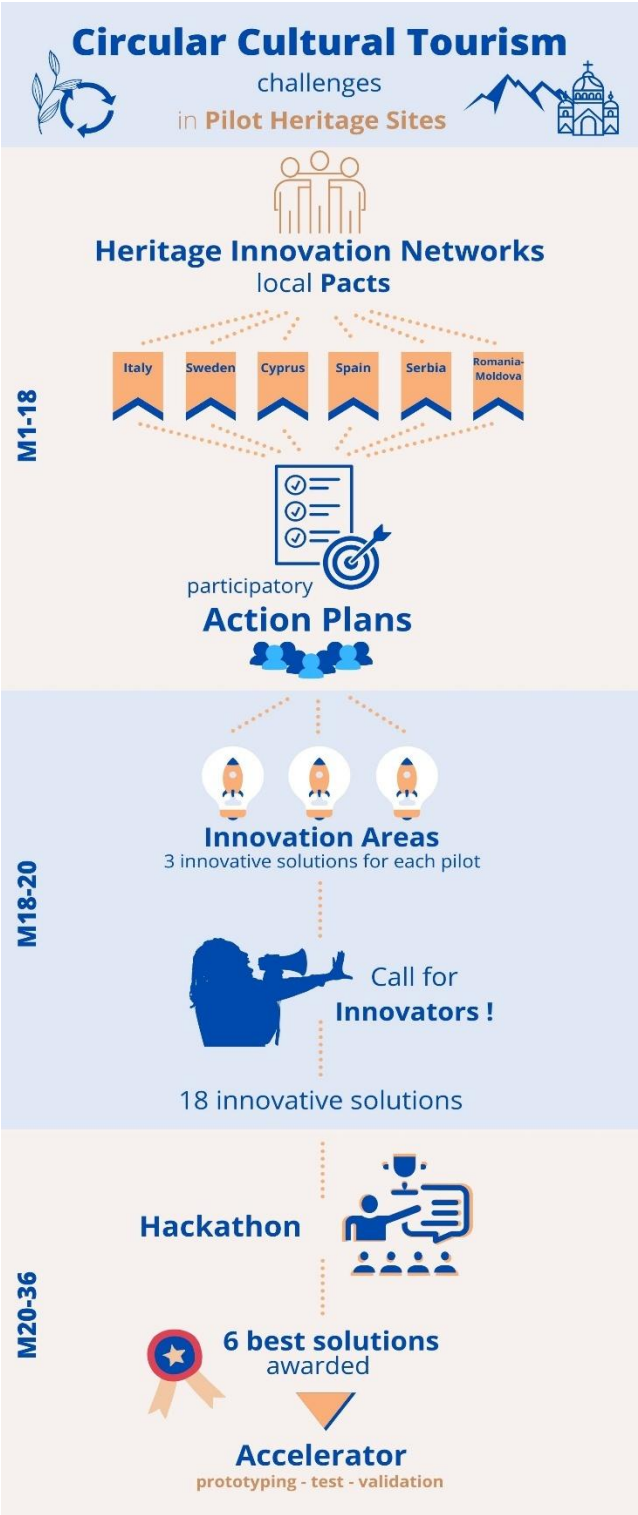 Circular Cultural Tourism
challenges
in Pilot Heritage Sites
Heritage Innovation Networks
local Pacts
Italy
Sweden
Cyprus
Spain
Serbia
Romania-
Moldova
M1-18
participatory
Action Plans
Innovation Areas
3 innovative solutions for each pilot
M18-20
Call for
Innovators !
18 innovative solutions
Hackathon
M20-36
6 best solutions
awarded
Accelerator
prototyping - test - validation